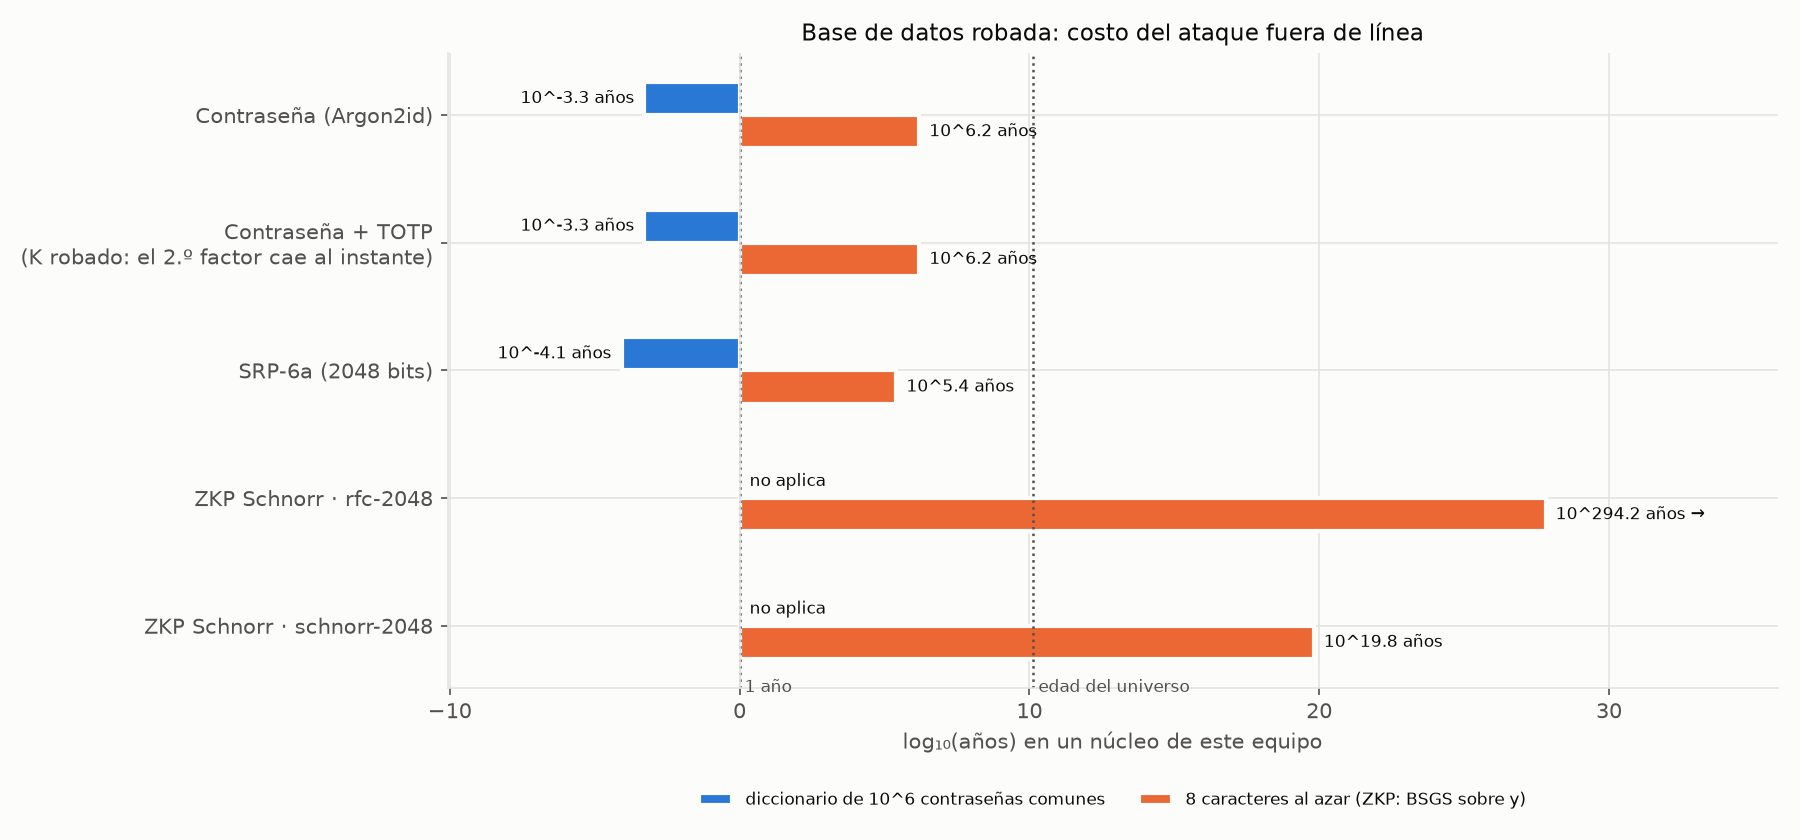 Base de datos robada: costo del ataque fuera de línea
Contraseña (Argon2id)
10^-3.3 años
10^6.2 años
Contraseña + TOTP
(K robado: el 2.º factor cae al instante)
10^-3.3 años
10^6.2 años
SRP-6a (2048 bits)
10^-4.1 años
10^5.4 años
ZKP Schnorr · rfc-2048
no aplica
10^294.2 años →
ZKP Schnorr · schnorr-2048
no aplica
10^19.8 años
1 año
edad del universo
−10 0 10 20 30
log₁₀(años) en un núcleo de este equipo
diccionario de 10^6 contraseñas comunes
8 caracteres al azar (ZKP: BSGS sobre y)